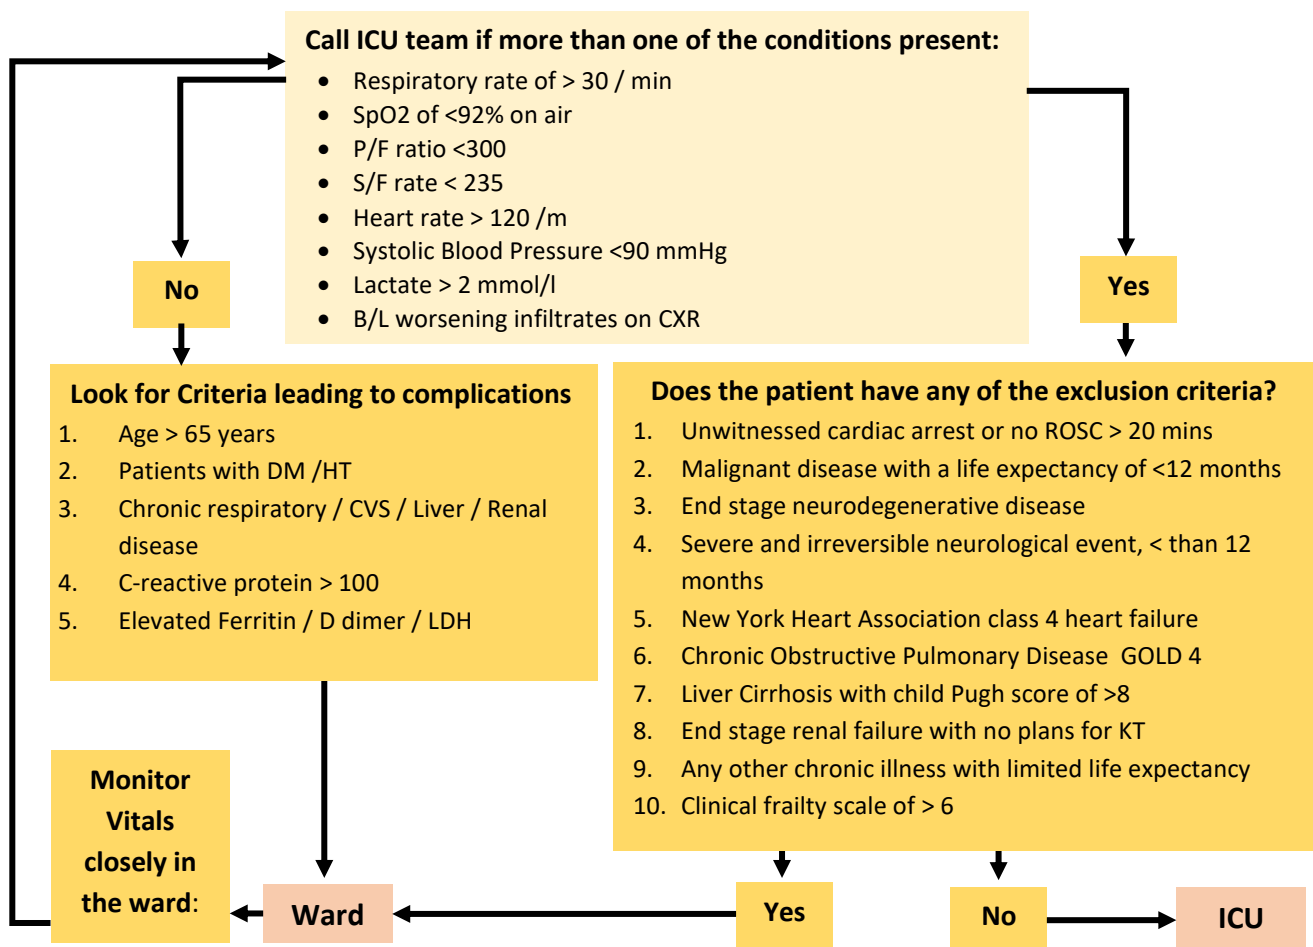 Call ICU team if more than one of the conditions present:
• Respiratory rate of > 30 / min
• SpO2 of <92% on air
• P/F ratio <300
• S/F rate < 235
• Heart rate > 120 /m
• Systolic Blood Pressure <90 mmHg
• Lactate > 2 mmol/l
• B/L worsening infiltrates on CXR
No
Yes
Look for Criteria leading to complications
1. Age > 65 years
2. Patients with DM /HT
3. Chronic respiratory / CVS / Liver / Renal
disease
4. C-reactive protein > 100
5. Elevated Ferritin / D dimer / LDH
Does the patient have any of the exclusion criteria?
1. Unwitnessed cardiac arrest or no ROSC > 20 mins
2. Malignant disease with a life expectancy of <12 months
3. End stage neurodegenerative disease
4. Severe and irreversible neurological event, < than 12
months
5. New York Heart Association class 4 heart failure
6. Chronic Obstructive Pulmonary Disease GOLD 4
7. Liver Cirrhosis with child Pugh score of >8
8. End stage renal failure with no plans for KT
9. Any other chronic illness with limited life expectancy
10. Clinical frailty scale of > 6
Monitor
Vitals
closely in
the ward:
Ward
Yes
No
ICU